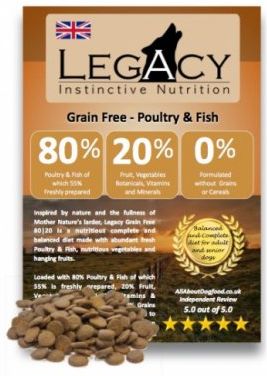 LEGACY
Instinctive Nutrition
Grain Free - Poultry & Fish
80%
Poultry & Fish of
which 55%
Freshly prepared
20%
Fruit, Vegetables
Botanicals, Vitamins
and Minerals
0%
Formulated
without Grains
or Cereals
Inspired by nature and the fullness of
Mother Nature's larder, Legacy Grain Free
80|20 is a nutritious complete and
balanced diet made with abundant fresh
Poultry & Fish, nutritious vegetables and
hanging fruits.
Loaded with 80% Poultry & Fish of which
55% is freshly prepared, 20% Fruit,
Grains
to
Balanced
and Complete
diet for adult
and senior
dogs
AllAboutDogfood.co.uk
Independent Review
5.0 out of 5.0